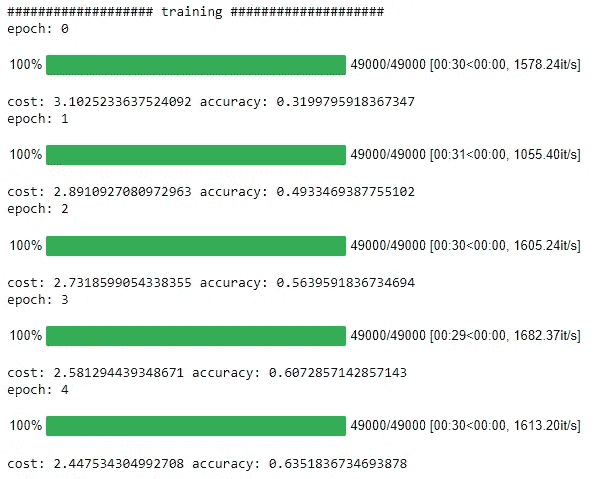 ################### training ####################
epoch: 0
100% 49000/49000 [00:30<00:00, 1578.24it/s]
cost: 3.1025233637524092 accuracy: 0.3199795918367347
epoch: 1
100% 49000/49000 [00:31<00:00, 1055.40it/s]
cost: 2.8910927080972963 accuracy: 0.4933469387755102
epoch: 2
100% 49000/49000 [00:30<00:00, 1605.24it/s]
cost: 2.7318599054338355 accuracy: 0.5639591836734694
epoch: 3
100% 49000/49000 [00:29<00:00, 1682.37it/s]
cost: 2.581294439348671 accuracy: 0.6072857142857143
epoch: 4
100% 49000/49000 [00:30<00:00, 1613.20it/s]
cost: 2.447534304992708 accuracy: 0.6351836734693878